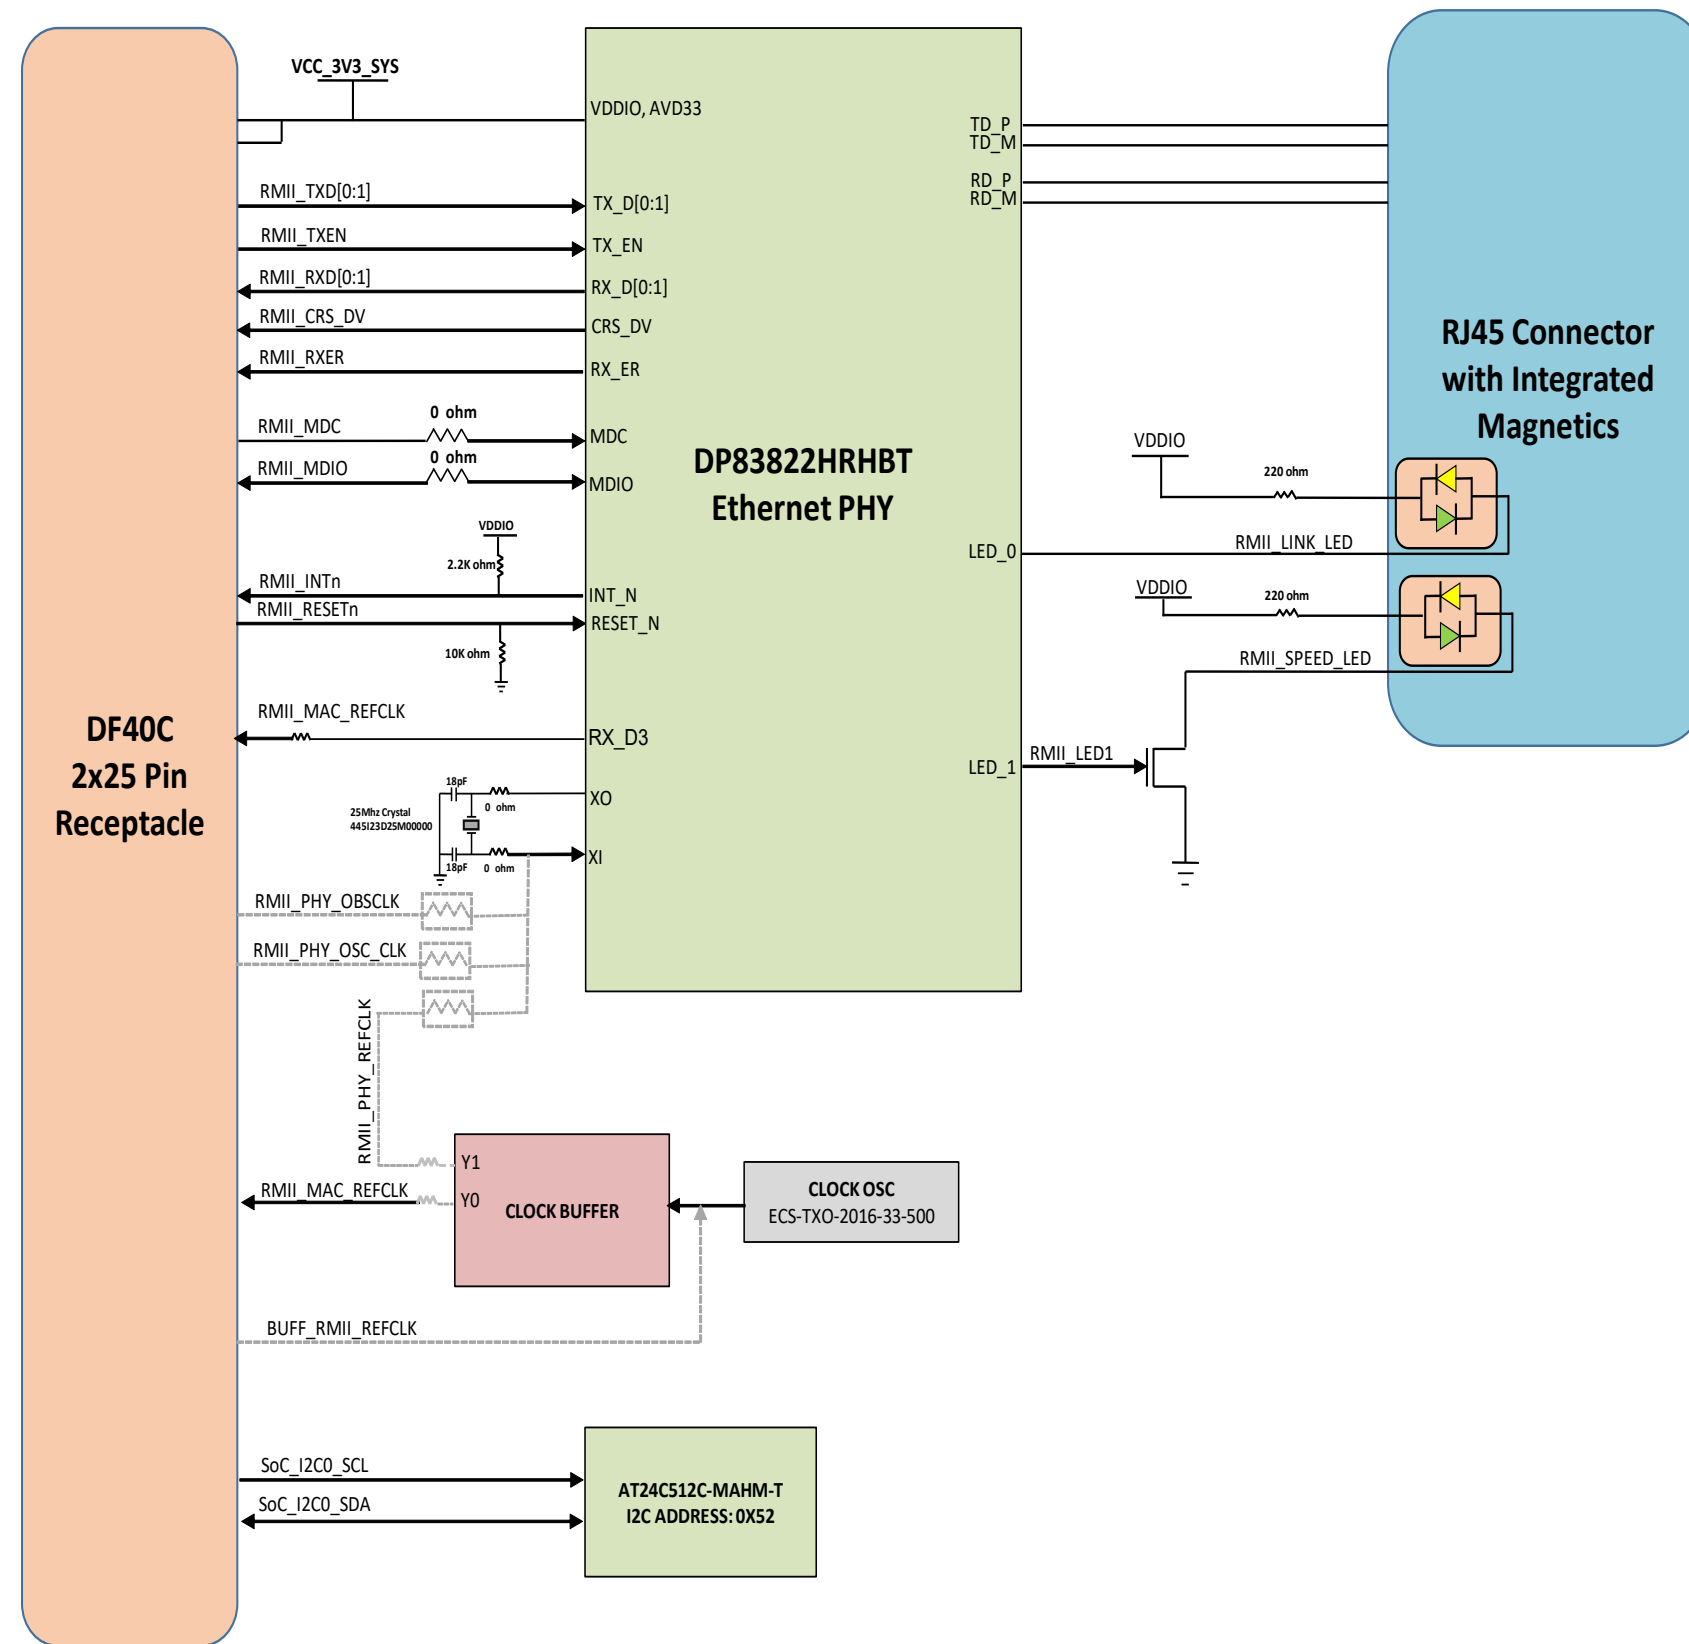 VCC_3V3_SYS
VDDIO, AVD33
TD_P
TD_M
RD_P
RD_M
RMII_TXD[0:1]
TX_D[0:1]
RMII_TXEN
TX_EN
RMII_RXD[0:1]
RX_D[0:1]
RMII_CRS_DV
CRS_DV
RMII_RXER
RX_ER
0 ohm
RMII_MDC
MDC
0 ohm
RMII_MDIO
MDIO
DP83822HRHBT
Ethernet PHY
RJ45 Connector
with Integrated
Magnetics
VDDIO
220 ohm
VDDIO
2.2K ohm
LED_0
RMII_LINK_LED
RMII_INTn
INT_N
RMII_RESETn
RESET_N
10K ohm
VDDIO
220 ohm
RMII_SPEED_LED
DF40C
2x25 Pin
Receptacle
RMII_MAC_REFCLK
RX_D3
LED_1
RMII_LED1
18pF
0 ohm
XO
25Mhz Crystal
445I23D25M00000
18pF
0 ohm
XI
RMII_PHY_OBSCLK
RMII_PHY_OSC_CLK
RMII_PHY_REFCLK
Y1
RMII_MAC_REFCLK
Y0
CLOCK BUFFER
CLOCK OSC
ECS-TXO-2016-33-500
BUFF_RMII_REFCLK
SoC_I2C0_SCL
SoC_I2C0_SDA
AT24C512C-MAHM-T
I2C ADDRESS: 0X52